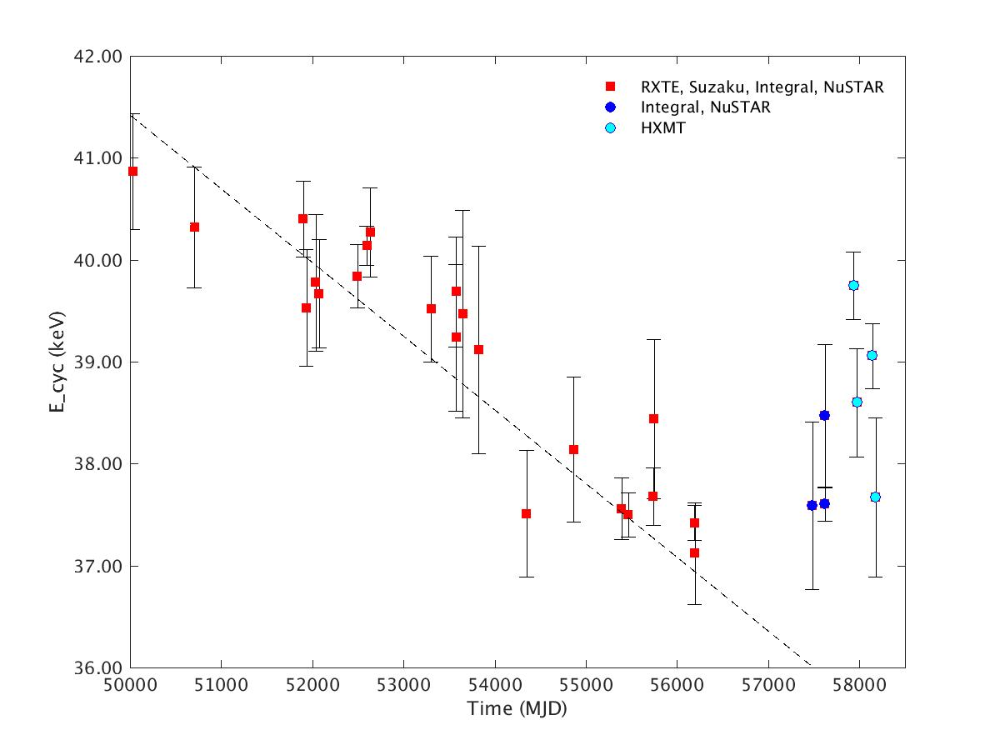 42.00
41.00
40.00
39.00
38.00
37.00
36.00
E_cyc (keV)
RXTE, Suzaku, Integral, NuSTAR
Integral, NuSTAR
HXMT
50000 51000 52000 53000 54000 55000 56000 57000 58000
Time (MJD)